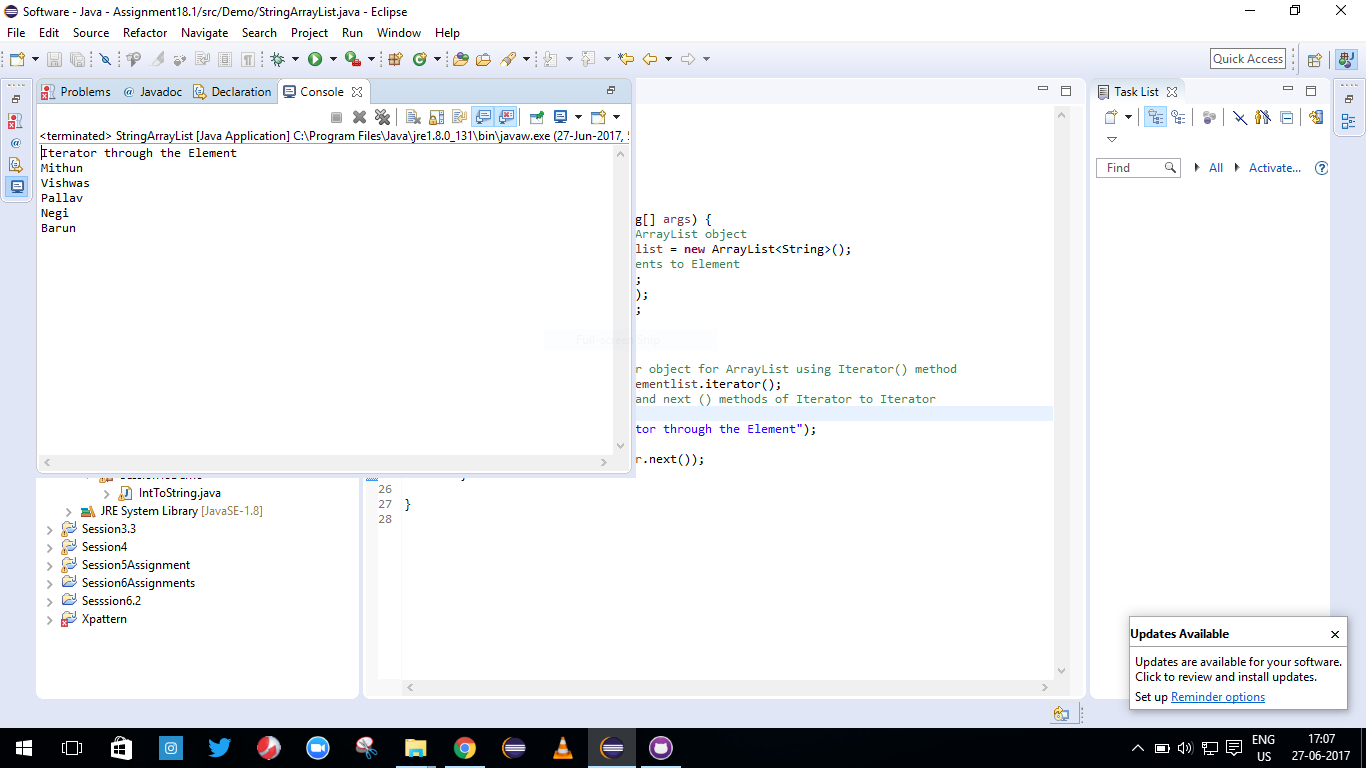 Software - Java - Assignment18.1/src/Demo/StringArrayList.java - Eclipse
File Edit Source Refactor Navigate Search Project Run Window Help
Quick Access
Problems @ Javadoc Declaration Console
Task List
<terminated> StringArrayList [Java Application] C:\Program Files\Java\jre1.8.0_131\bin\javaw.exe (27-Jun-2017,
Iterator through the Element
Mithun
Vishwas
Pallav
Negi
Barun
Find All Activate...
g[] args) {
ArrayList object
list = new ArrayList<String>();
ents to Element
;
);
;
r object for ArrayList using Iterator() method
ementlist.iterator();
and next () methods of Iterator to Iterator
tor through the Element");
r.next());
26
27 }
28
IntToString.java
JRE System Library [JavaSE-1.8]
Session3.3
Session4
Session5Assignment
Session6Assignments
Sesssion6.2
Xpattern
Updates Available
Updates are available for your software.
Click to review and install updates.
Set up Reminder options
ENG
US
17:07
27-06-2017